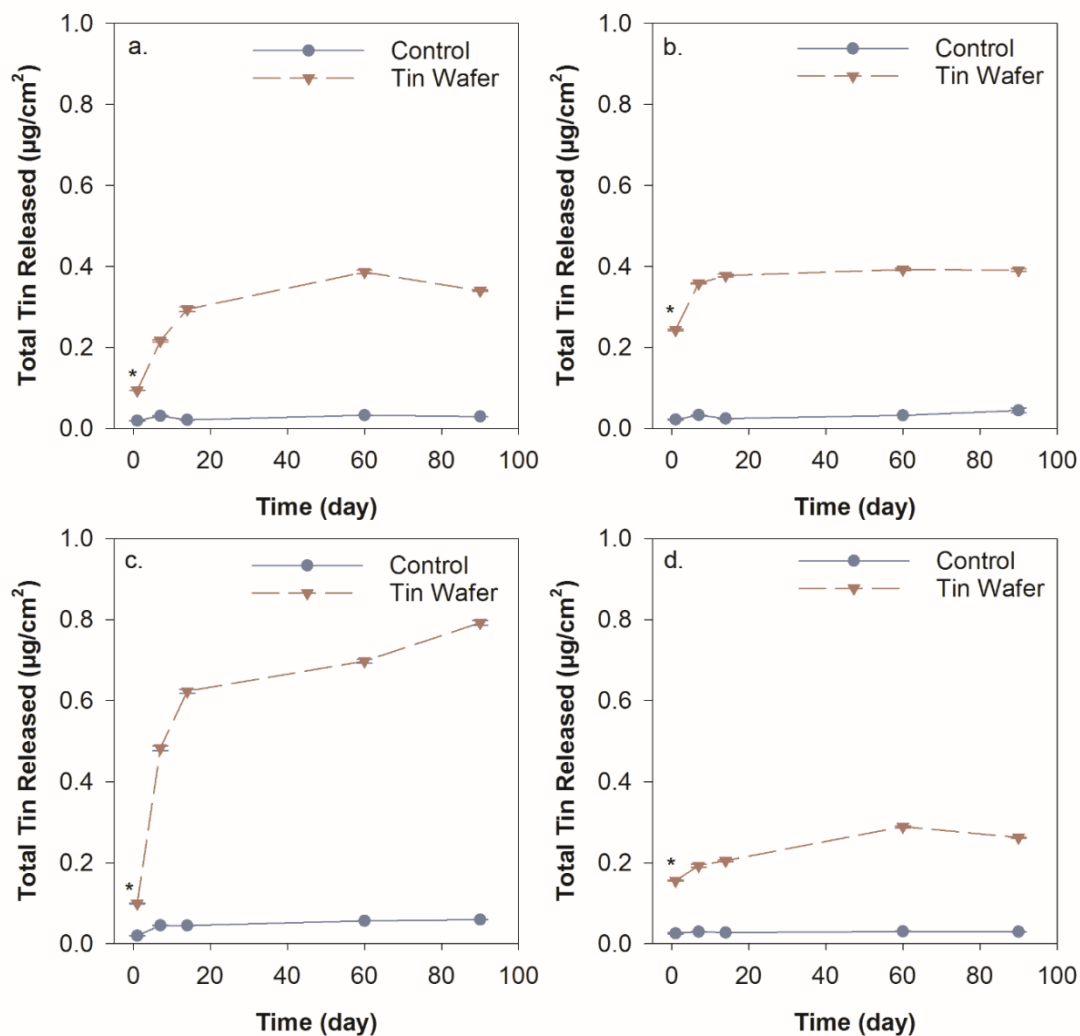 a.
Control
Tin Wafer
Total Tin Released (µg/cm²)
1.0
0.8
0.6
0.4
0.2
0.0
*
0 20 40 60 80 100
Time (day)
b.
Control
Tin Wafer
Total Tin Released (µg/cm²)
1.0
0.8
0.6
0.4
0.2
0.0
*
0 20 40 60 80 100
Time (day)
c.
Control
Tin Wafer
Total Tin Released (µg/cm²)
1.0
0.8
0.6
0.4
0.2
0.0
*
0 20 40 60 80 100
Time (day)
d.
Control
Tin Wafer
Total Tin Released (µg/cm²)
1.0
0.8
0.6
0.4
0.2
0.0
*
0 20 40 60 80 100
Time (day)